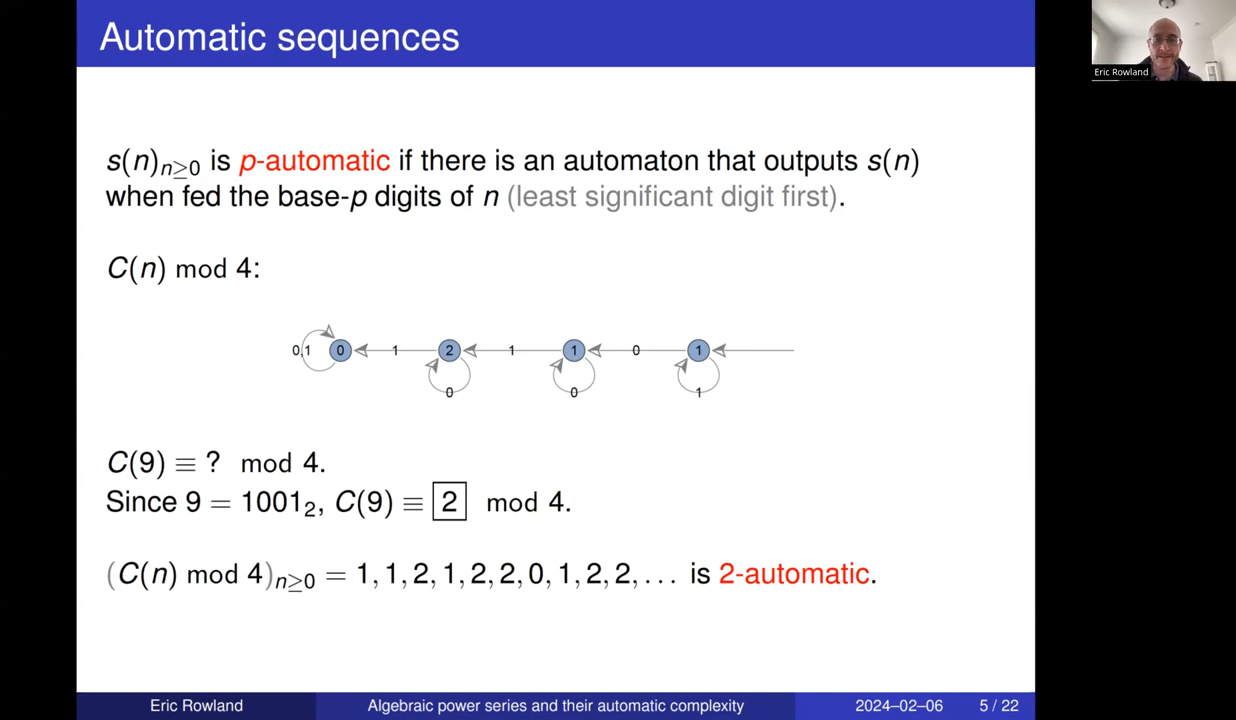 Automatic sequences
Eric Rowland
s(n)n≥0 is p-automatic if there is an automaton that outputs s(n)
when fed the base-p digits of n (least significant digit first).
C(n) mod 4:
0,1 0 1 2 1 1 0 1
0 0 1
C(9) ≡ ? mod 4.
Since 9 = 1001₂, C(9) ≡ 2 mod 4.
(C(n) mod 4)n≥0 = 1, 1, 2, 1, 2, 2, 0, 1, 2, 2, . . . is 2-automatic.
Eric Rowland Algebraic power series and their automatic complexity 2024–02–06 5 / 22